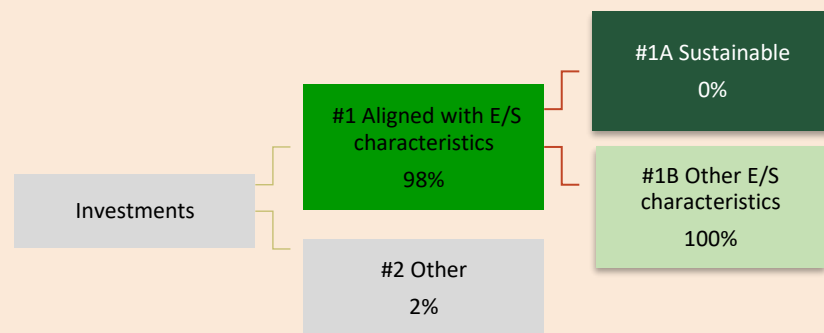 Investments
#1 Aligned with E/S
characteristics
98%
#2 Other
2%
#1A Sustainable
0%
#1B Other E/S
characteristics
100%